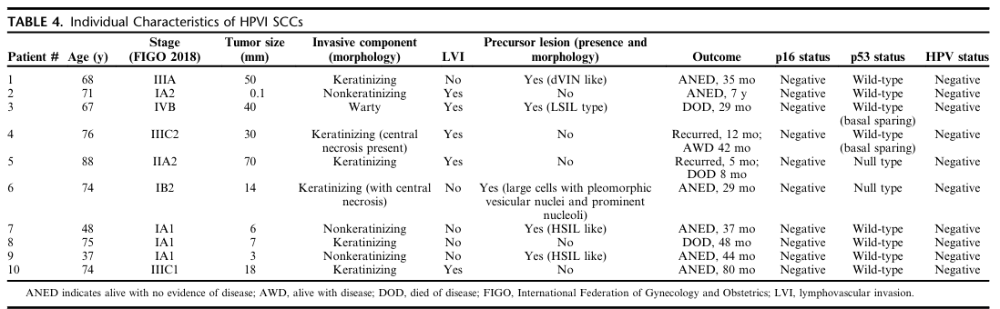 TABLE 4. Individual Characteristics of HPVI SCCs
Patient # Age (y) Stage (FIGO 2018) Tumor size (mm) Invasive component (morphology) LVI Precursor lesion (presence and morphology) Outcome p16 status p53 status HPV status
1 68 IIIA 50 Keratinizing No Yes (dVIN like) ANED, 35 mo Negative Wild-type Negative
2 71 IA2 0.1 Nonkeratinizing Yes No ANED, 7 y Negative Wild-type Negative
3 67 IVB 40 Warty Yes Yes (LSIL type) DOD, 29 mo Negative Wild-type (basal sparing) Negative
4 76 IIIC2 30 Keratinizing (central necrosis present) Yes No Recurred, 12 mo; AWD 42 mo Negative Wild-type (basal sparing) Negative
5 88 IIA2 70 Keratinizing Yes No Recurred, 5 mo; DOD 8 mo Negative Null type Negative
6 74 IB2 14 Keratinizing (with central necrosis) No Yes (large cells with pleomorphic vesicular nuclei and prominent nucleoli) ANED, 29 mo Negative Null type Negative
7 48 IA1 6 Nonkeratinizing No Yes (HSIL like) ANED, 37 mo Negative Wild-type Negative
8 75 IA1 7 Keratinizing No No DOD, 48 mo Negative Wild-type Negative
9 37 IA1 3 Nonkeratinizing No Yes (HSIL like) ANED, 44 mo Negative Wild-type Negative
10 74 IIIC1 18 Keratinizing Yes No ANED, 80 mo Negative Wild-type Negative
ANED indicates alive with no evidence of disease; AWD, alive with disease; DOD, died of disease; FIGO, International Federation of Gynecology and Obstetrics; LVI, lymphovascular invasion.